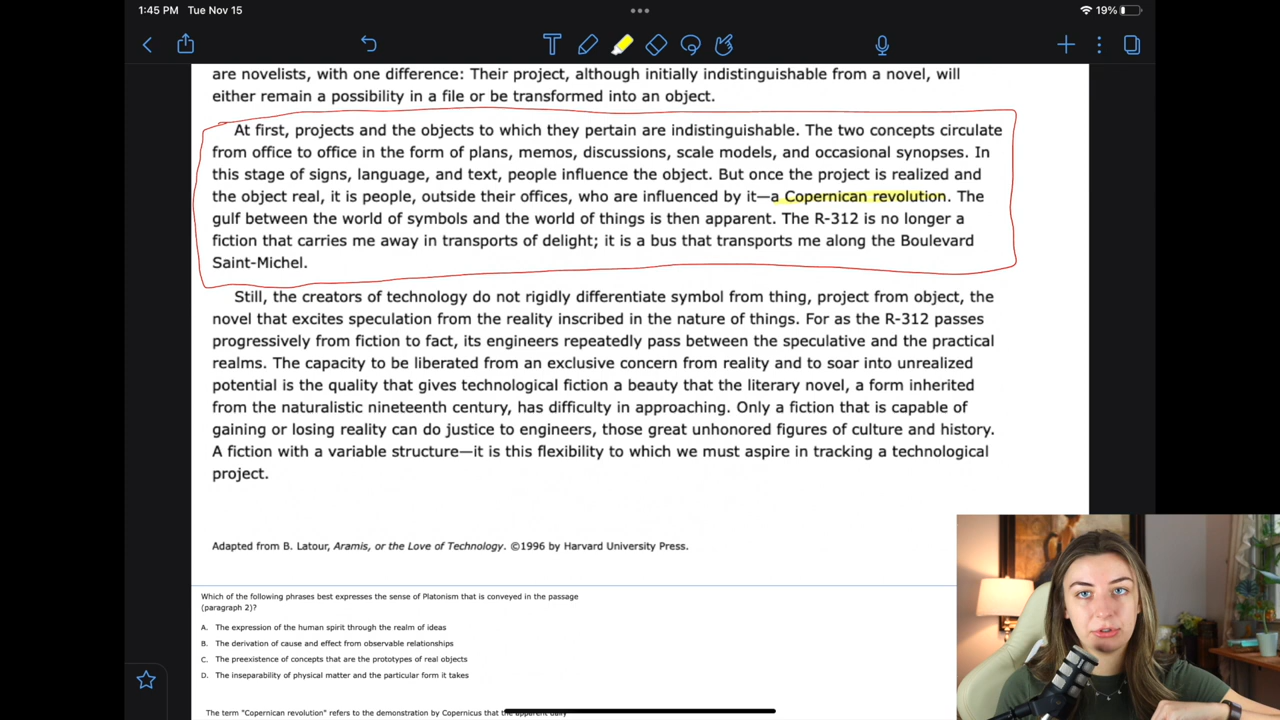 1:45 PM Tue Nov 15
19%
are novelists, with one difference: Their project, although initially indistinguishable from a novel, will
either remain a possibility in a file or be transformed into an object.
At first, projects and the objects to which they pertain are indistinguishable. The two concepts circulate
from office to office in the form of plans, memos, discussions, scale models, and occasional synopses. In
this stage of signs, language, and text, people influence the object. But once the project is realized and
the object real, it is people, outside their offices, who are influenced by it—a Copernican revolution. The
gulf between the world of symbols and the world of things is then apparent. The R-312 is no longer a
fiction that carries me away in transports of delight; it is a bus that transports me along the Boulevard
Saint-Michel.
Still, the creators of technology do not rigidly differentiate symbol from thing, project from object, the
novel that excites speculation from the reality inscribed in the nature of things. For as the R-312 passes
progressively from fiction to fact, its engineers repeatedly pass between the speculative and the practical
realms. The capacity to be liberated from an exclusive concern from reality and to soar into unrealized
potential is the quality that gives technological fiction a beauty that the literary novel, a form inherited
from the naturalistic nineteenth century, has difficulty in approaching. Only a fiction that is capable of
gaining or losing reality can do justice to engineers, those great unhonored figures of culture and history.
A fiction with a variable structure—it is this flexibility to which we must aspire in tracking a technological
project.
Adapted from B. Latour, Aramis, or the Love of Technology. ©1996 by Harvard University Press.
Which of the following phrases best expresses the sense of Platonism that is conveyed in the passage
(paragraph 2)?
A. The expression of the human spirit through the realm of ideas
B. The derivation of cause and effect from observable relationships
C. The preexistence of concepts that are the prototypes of real objects
D. The inseparability of physical matter and the particular form it takes
The term "Copernican revolution" refers to the demonstration by Copernicus that the apparent daily